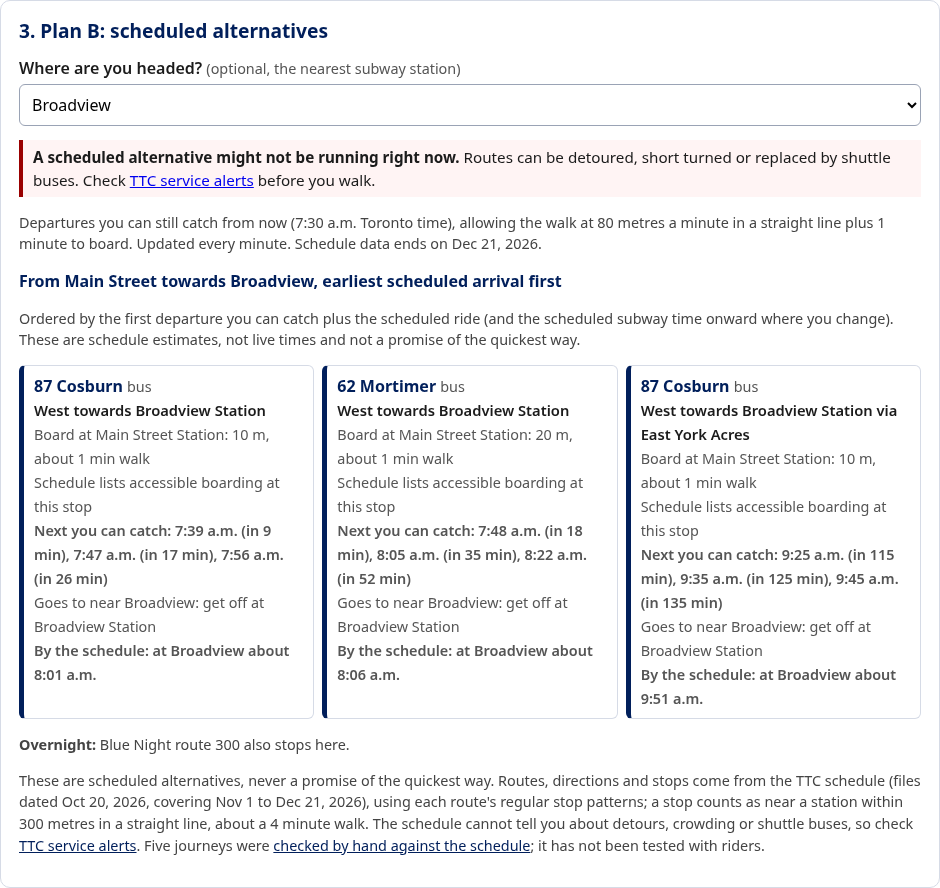 3. Plan B: scheduled alternatives
Where are you headed? (optional, the nearest subway station)
Broadview
A scheduled alternative might not be running right now. Routes can be detoured, short turned or replaced by shuttle
buses. Check TTC service alerts before you walk.
Departures you can still catch from now (7:30 a.m. Toronto time), allowing the walk at 80 metres a minute in a straight line plus 1
minute to board. Updated every minute. Schedule data ends on Dec 21, 2026.
From Main Street towards Broadview, earliest scheduled arrival first
Ordered by the first departure you can catch plus the scheduled ride (and the scheduled subway time onward where you change).
These are schedule estimates, not live times and not a promise of the quickest way.
87 Cosburn bus
West towards Broadview Station
Board at Main Street Station: 10 m,
about 1 min walk
Schedule lists accessible boarding at
this stop
Next you can catch: 7:39 a.m. (in 9
min), 7:47 a.m. (in 17 min), 7:56 a.m.
(in 26 min)
Goes to near Broadview: get off at
Broadview Station
By the schedule: at Broadview about
8:01 a.m.
62 Mortimer bus
West towards Broadview Station
Board at Main Street Station: 20 m,
about 1 min walk
Schedule lists accessible boarding at
this stop
Next you can catch: 7:48 a.m. (in 18
min), 8:05 a.m. (in 35 min), 8:22 a.m.
(in 52 min)
Goes to near Broadview: get off at
Broadview Station
By the schedule: at Broadview about
8:06 a.m.
87 Cosburn bus
West towards Broadview Station via
East York Acres
Board at Main Street Station: 10 m,
about 1 min walk
Schedule lists accessible boarding at
this stop
Next you can catch: 9:25 a.m. (in 115
min), 9:35 a.m. (in 125 min), 9:45 a.m.
(in 135 min)
Goes to near Broadview: get off at
Broadview Station
By the schedule: at Broadview about
9:51 a.m.
Overnight: Blue Night route 300 also stops here.
These are scheduled alternatives, never a promise of the quickest way. Routes, directions and stops come from the TTC schedule (files
dated Oct 20, 2026, covering Nov 1 to Dec 21, 2026), using each route's regular stop patterns; a stop counts as near a station within
300 metres in a straight line, about a 4 minute walk. The schedule cannot tell you about detours, crowding or shuttle buses, so check
TTC service alerts. Five journeys were checked by hand against the schedule; it has not been tested with riders.